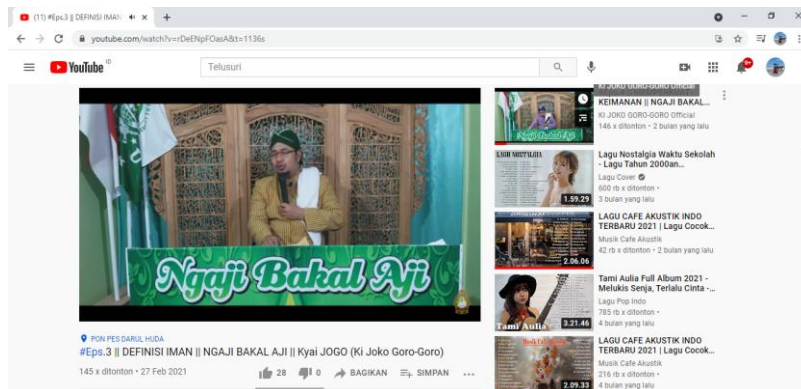 (11) #Eps.3 || DEFINISI IMAN
youtube.com/watch?v=rDeENpFOasA&t=1136s
YouTube ID
Telusuri
9+
Ngaji Bakal Aji
PON PES DARUL HUDA
#Eps.3 || DEFINISI IMAN || NGAJI BAKAL AJI || Kyai JOGO (Ki Joko Goro-Goro)
145 x ditonton • 27 Feb 2021
28 0 BAGIKAN SIMPAN ...
KEIMANAN || NGAJI BAKAL...
KI JOKO GORO-GORO Official
146 x ditonton • 2 bulan yang lalu
LAGU NOSTALGIA
1.59.29
Lagu Nostalgia Waktu Sekolah
- Lagu Tahun 2000an...
Lagu Cover
600 rb x ditonton •
3 bulan yang lalu
2.06.06
LAGU CAFE AKUSTIK INDO
TERBARU 2021 | Lagu Cocok...
Musik Cafe Akustik
42 rb x ditonton • 2 bulan yang lalu
Tami Aulia
3.21.46
Tami Aulia Full Album 2021 -
Melukis Senja, Terlalu Cinta -...
Lagu Pop Indo
785 rb x ditonton •
4 bulan yang lalu
Musik Cafe
2.09.33
LAGU CAFE AKUSTIK INDO
TERBARU 2021 | Lagu Cocok...
Musik Cafe Akustik
216 rb x ditonton •
4 bulan yang lalu